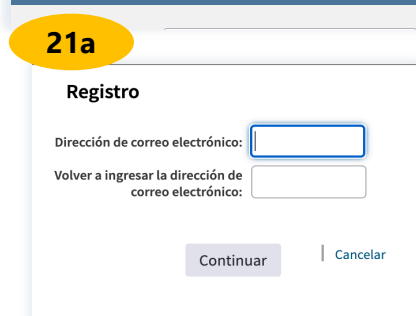 21a
Registro
Dirección de correo electrónico:
Volver a ingresar la dirección de
correo electrónico:
Continuar
Cancelar